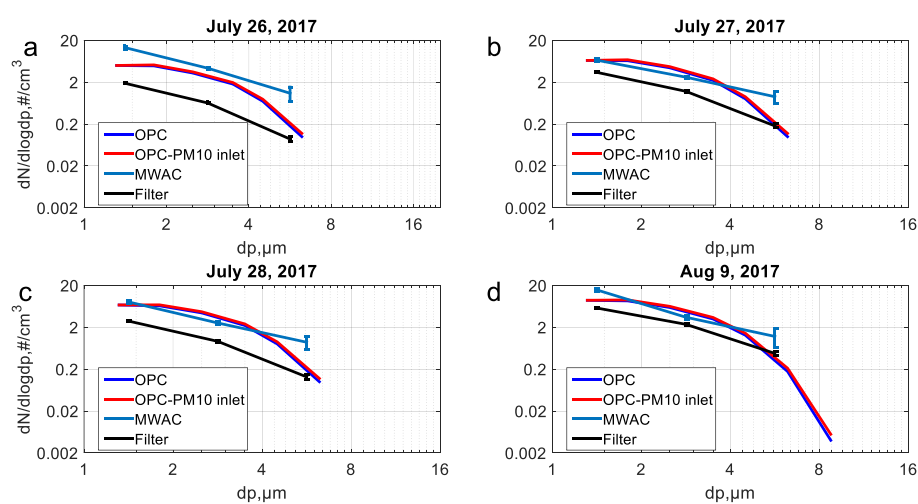 July 26, 2017
a
20
2
0.2
0.02
0.002
dN/dlogdp,#/cm³
OPC
OPC-PM10 inlet
MWAC
Filter
1 2 4 8 16
dp,µm
July 27, 2017
b
20
2
0.2
0.02
0.002
OPC
OPC-PM10 inlet
MWAC
Filter
1 2 4 8 16
dp,µm
July 28, 2017
c
20
2
0.2
0.02
0.002
dN/dlogdp,#/cm³
OPC
OPC-PM10 inlet
MWAC
Filter
1 2 4 8 16
dp,µm
Aug 9, 2017
d
20
2
0.2
0.02
0.002
OPC
OPC-PM10 inlet
MWAC
Filter
1 2 4 8 16
dp,µm